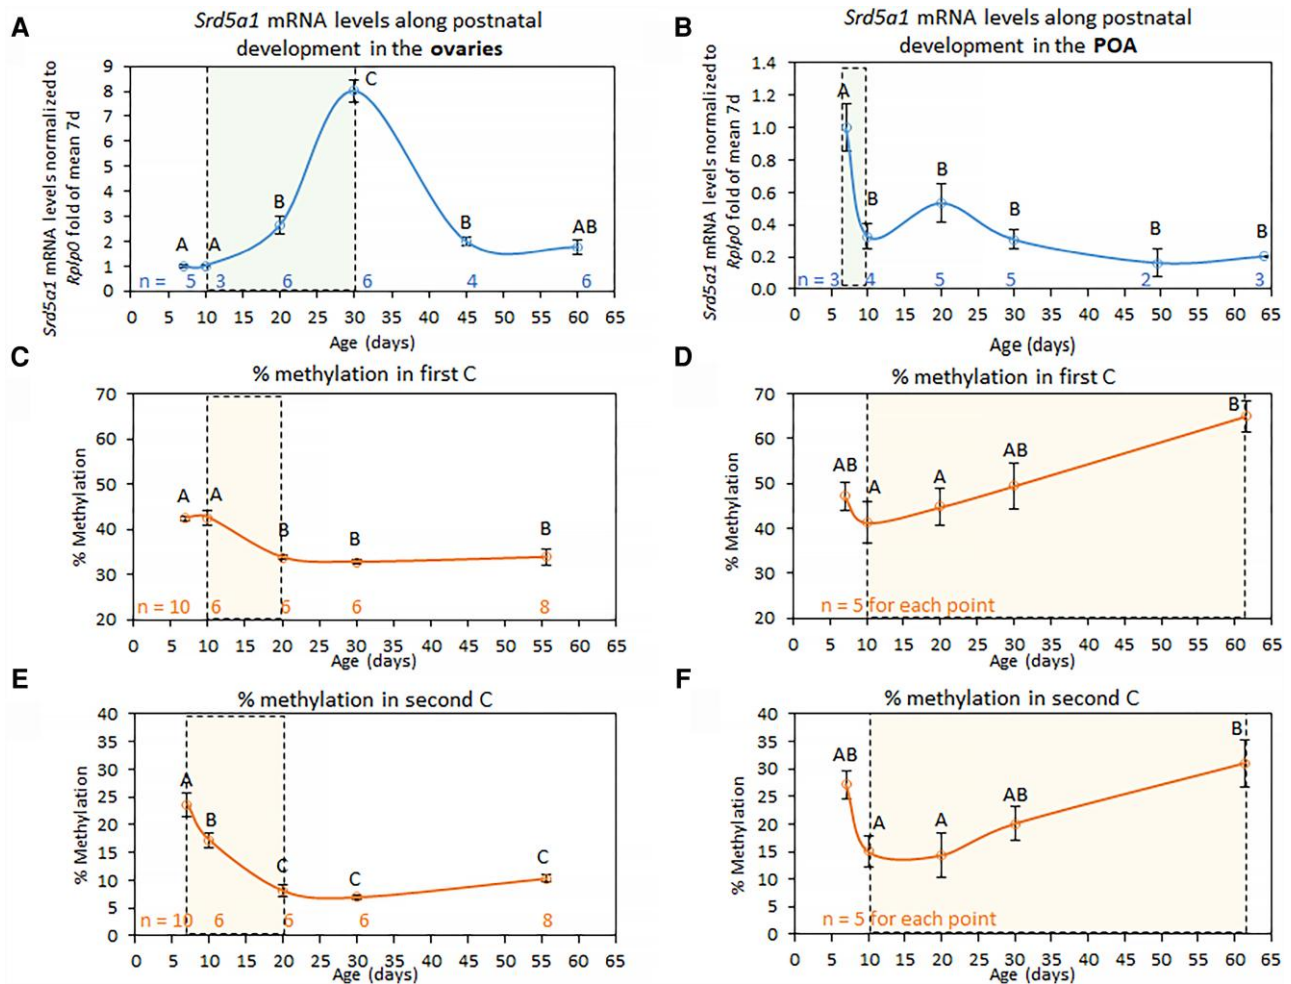 A
Srd5a1 mRNA levels along postnatal
development in the ovaries
Srd5a1 mRNA levels normalized to
Rplp0 fold of mean 7d
9
8
7
6
5
4
3
2
1
0
A
A
B
C
B
AB
n = 5 3 6 6 4 6
0 5 10 15 20 25 30 35 40 45 50 55 60 65
Age (days)
B
Srd5a1 mRNA levels along postnatal
development in the POA
Srd5a1 mRNA levels normalized to
Rplp0 fold of mean 7d
1.4
1.2
1.0
0.8
0.6
0.4
0.2
0.0
A
B
B
B
B
B
n = 3 4 5 5 2 3
0 5 10 15 20 25 30 35 40 45 50 55 60 65
Age (days)
C
% methylation in first C
% Methylation
70
60
50
40
30
20
A
A
B
B
B
n = 10 6 6 6 8
0 5 10 15 20 25 30 35 40 45 50 55 60 65
Age (days)
D
% methylation in first C
% Methylation
70
60
50
40
30
20
AB
A
A
AB
B
n = 5 for each point
0 5 10 15 20 25 30 35 40 45 50 55 60 65
Age (days)
E
% methylation in second C
% Methylation
40
35
30
25
20
15
10
5
0
A
B
C
C
C
n = 10 6 6 6 8
0 5 10 15 20 25 30 35 40 45 50 55 60 65
Age (days)
F
% methylation in second C
% Methylation
40
35
30
25
20
15
10
5
0
AB
A
A
AB
B
n = 5 for each point
0 5 10 15 20 25 30 35 40 45 50 55 60 65
Age (days)